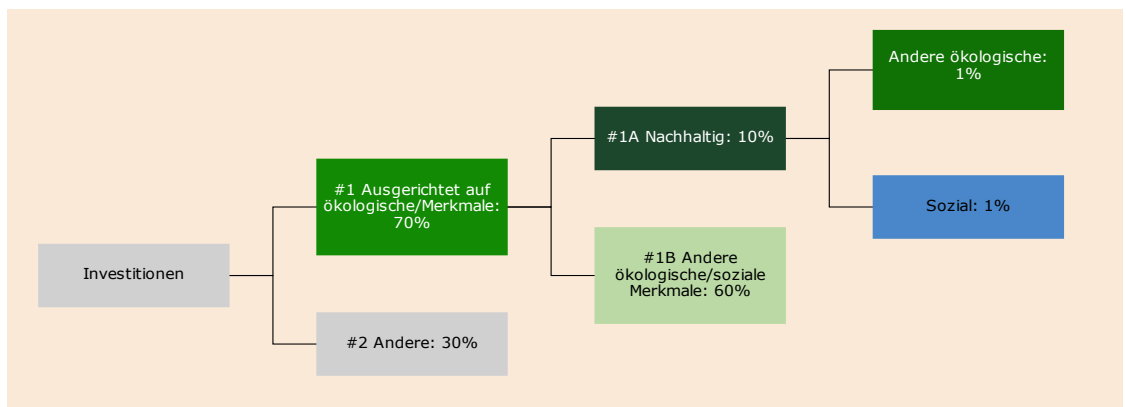 Investitionen
#1 Ausgerichtet auf
ökologische/Merkmale:
70%
#2 Andere: 30%
#1A Nachhaltig: 10%
#1B Andere
ökologische/soziale
Merkmale: 60%
Andere ökologische:
1%
Sozial: 1%